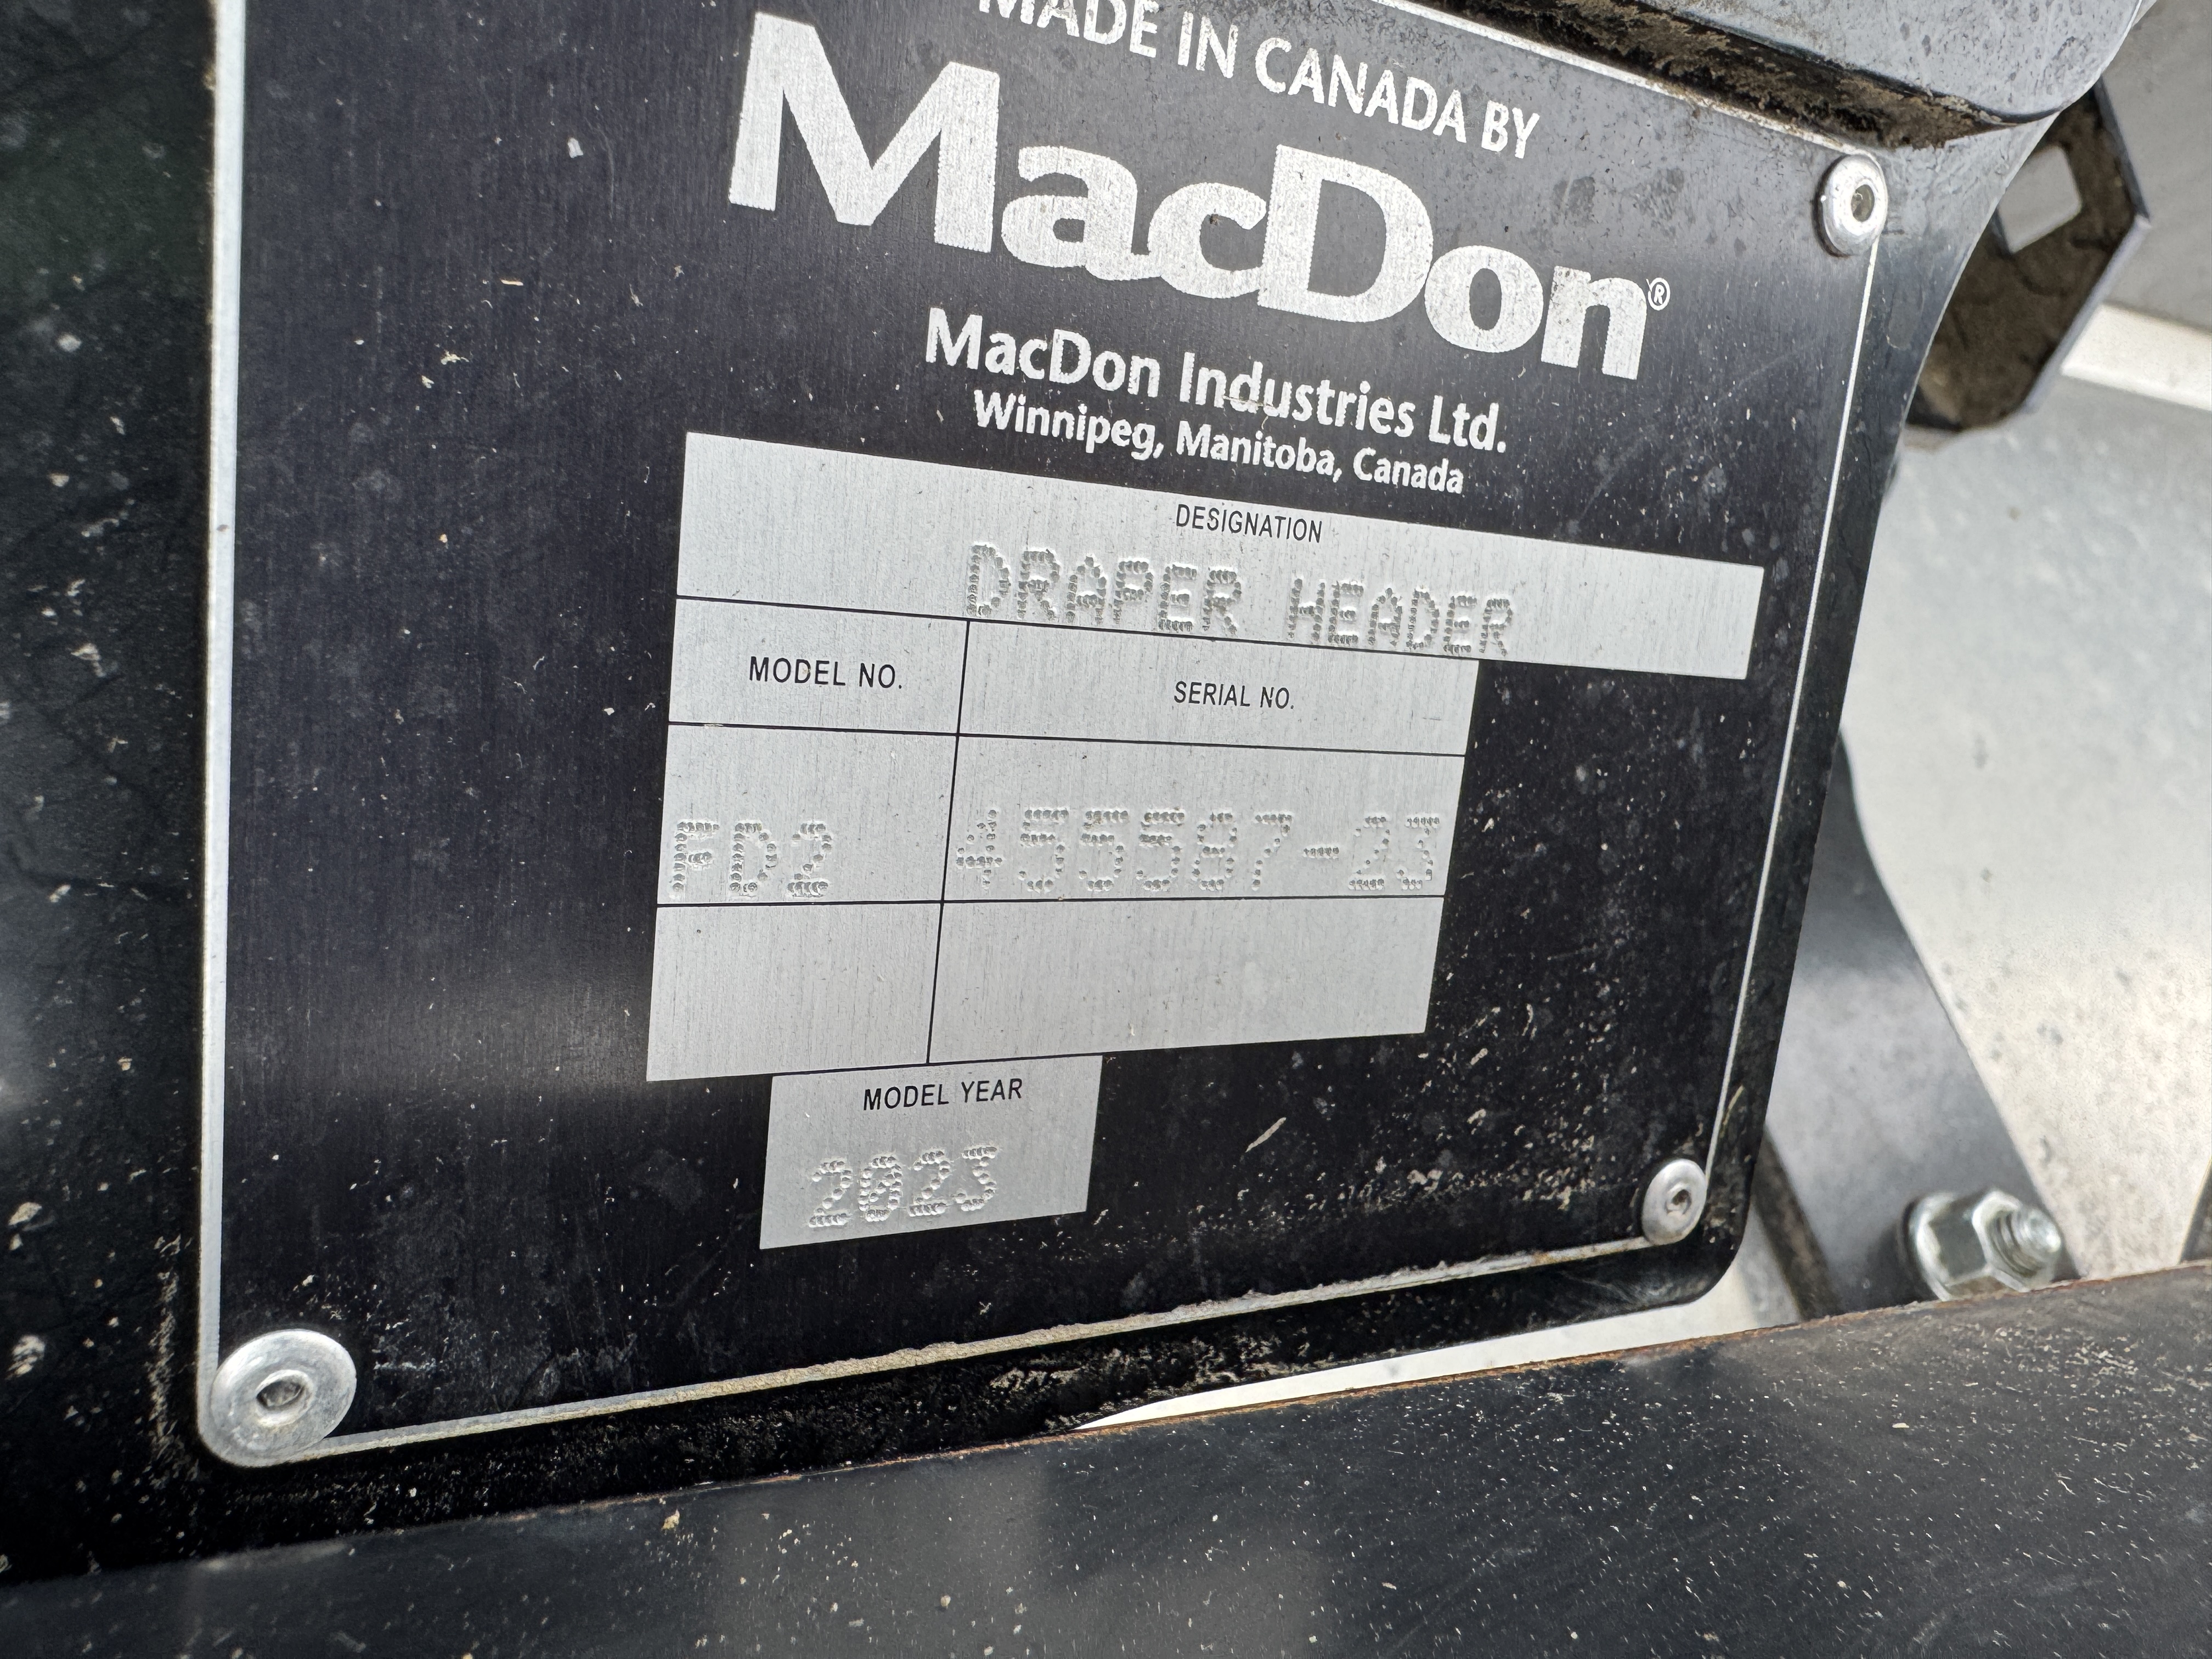 MADE IN CANADA BY
MacDon®
MacDon Industries Ltd.
Winnipeg, Manitoba, Canada
DESIGNATION
DRAPER HEADER
MODEL NO. SERIAL NO.
FD2 455587-23
MODEL YEAR
2023